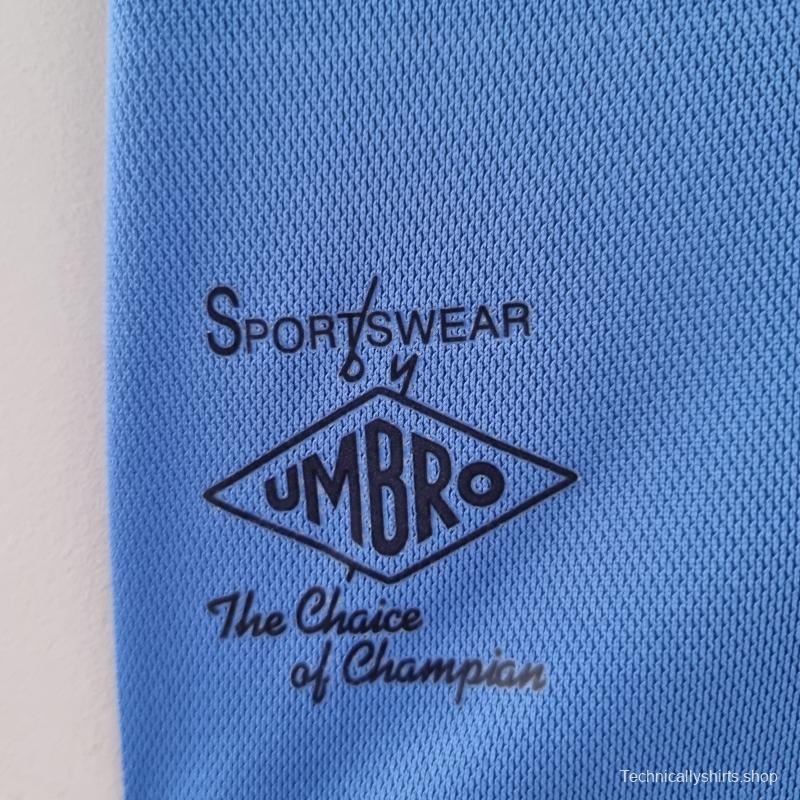 SPORTSWEAR
by
UMBRO
The Chaice
of Champian
Technicallyshirts.shop